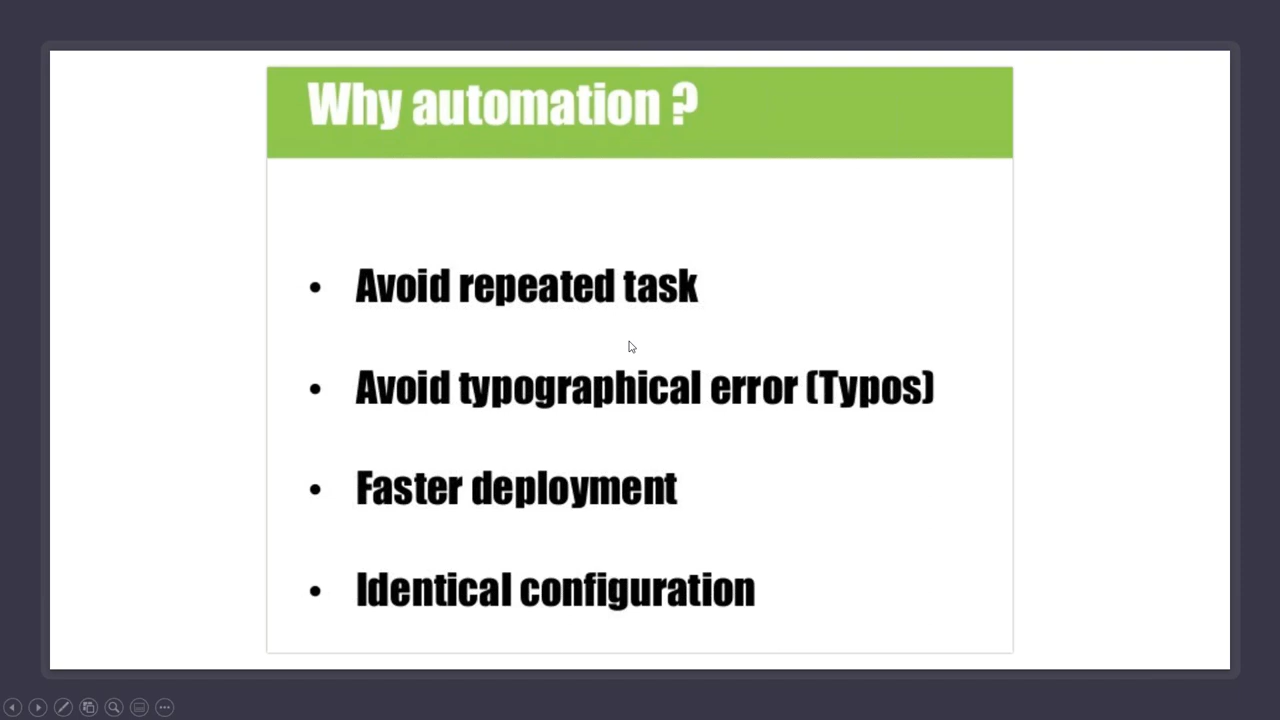 Why automation ?
• Avoid repeated task
• Avoid typographical error (Typos)
• Faster deployment
• Identical configuration